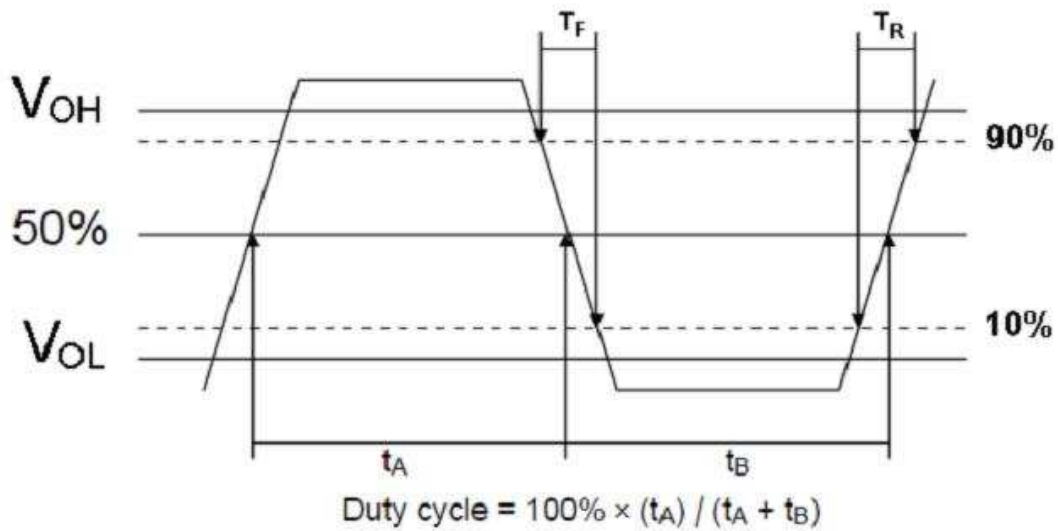 T_F T_R
V_OH
90%
50%
10%
V_OL
t_A t_B
Duty cycle = 100% × (t_A) / (t_A + t_B)